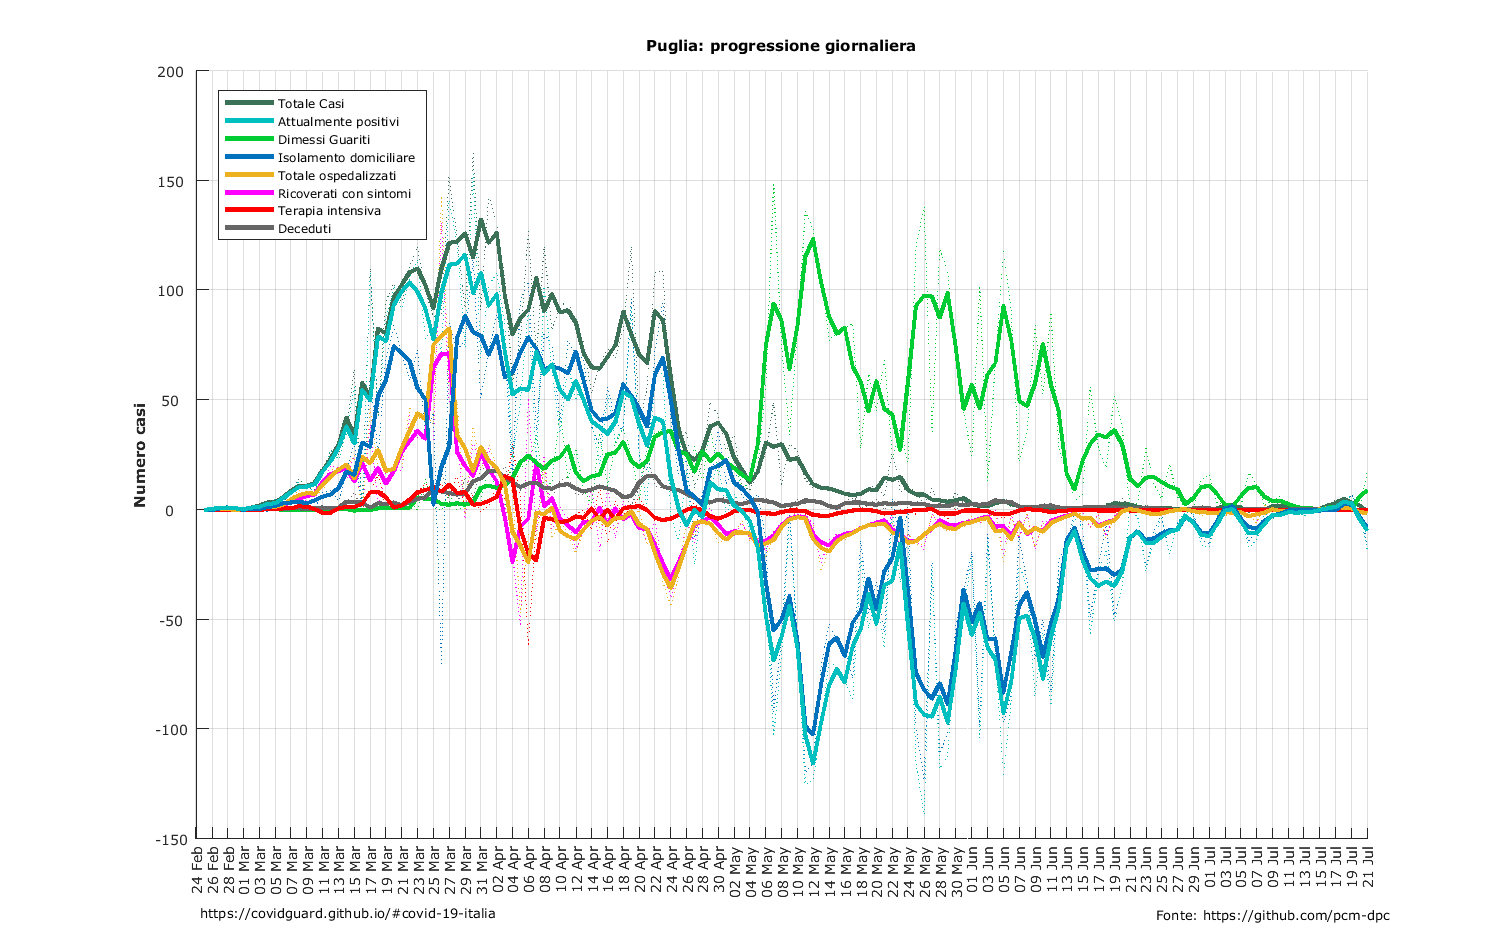 Puglia: progressione giornaliera
200
150
100
50
0
-50
-100
-150
Numero casi
Totale Casi
Attualmente positivi
Dimessi Guariti
Isolamento domiciliare
Totale ospedalizzati
Ricoverati con sintomi
Terapia intensiva
Deceduti
24 Feb
26 Feb
28 Feb
01 Mar
03 Mar
05 Mar
07 Mar
09 Mar
11 Mar
13 Mar
15 Mar
17 Mar
19 Mar
21 Mar
23 Mar
25 Mar
27 Mar
29 Mar
31 Mar
02 Apr
04 Apr
06 Apr
08 Apr
10 Apr
12 Apr
14 Apr
16 Apr
18 Apr
20 Apr
22 Apr
24 Apr
26 Apr
28 Apr
30 Apr
02 May
04 May
06 May
08 May
10 May
12 May
14 May
16 May
18 May
20 May
22 May
24 May
26 May
28 May
30 May
01 Jun
03 Jun
05 Jun
07 Jun
09 Jun
11 Jun
13 Jun
15 Jun
17 Jun
19 Jun
21 Jun
23 Jun
25 Jun
27 Jun
29 Jun
01 Jul
03 Jul
05 Jul
07 Jul
09 Jul
11 Jul
13 Jul
15 Jul
17 Jul
19 Jul
21 Jul
https://covidguard.github.io/#covid-19-italia
Fonte: https://github.com/pcm-dpc